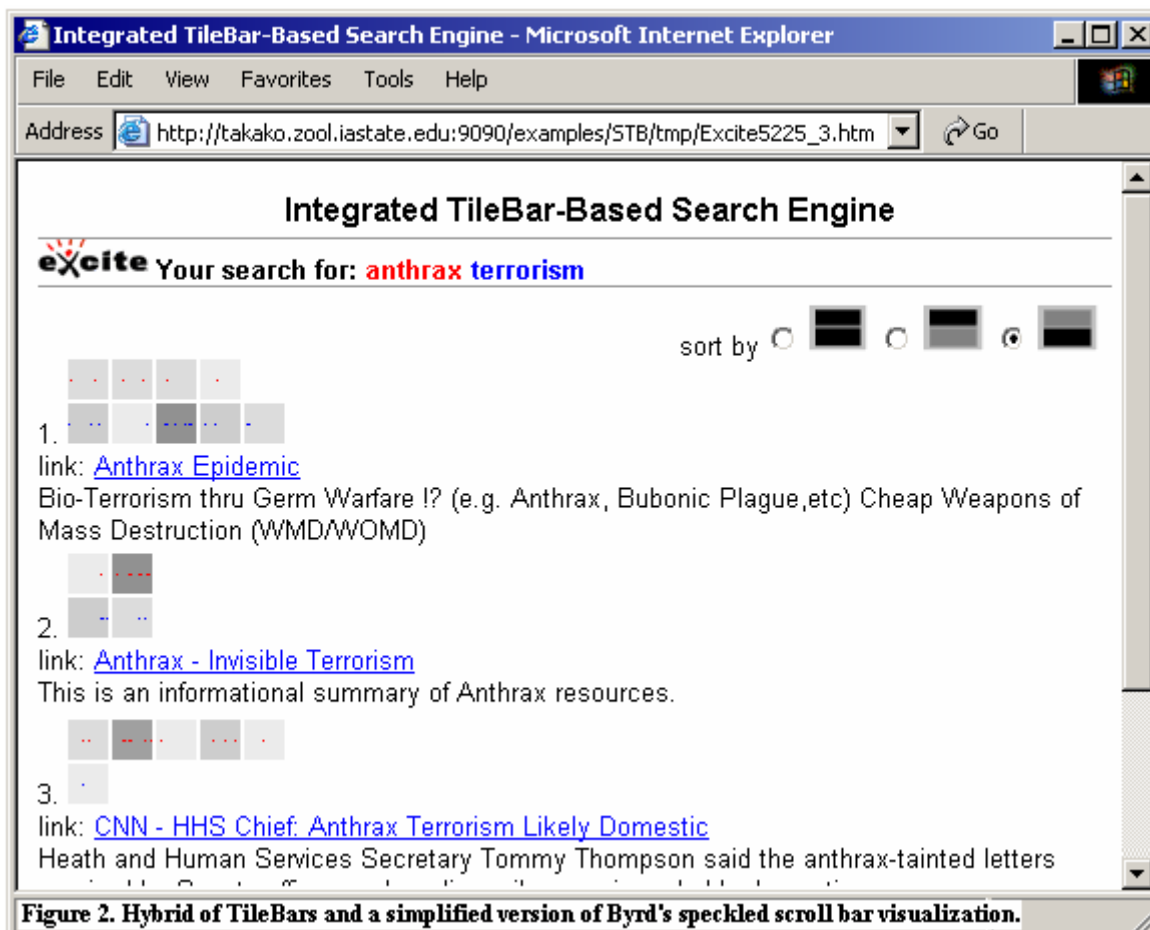 Integrated TileBar-Based Search Engine - Microsoft Internet Explorer
File Edit View Favorites Tools Help
Address http://takako.zool.iastate.edu:9090/examples/STB/tmp/Excite5225_3.htm Go
Integrated TileBar-Based Search Engine
excite Your search for: anthrax terrorism
sort by
1.
link: Anthrax Epidemic
Bio-Terrorism thru Germ Warfare !? (e.g. Anthrax, Bubonic Plague,etc) Cheap Weapons of
Mass Destruction (WMD/WOMD)
2.
link: Anthrax - Invisible Terrorism
This is an informational summary of Anthrax resources.
3.
link: CNN - HHS Chief: Anthrax Terrorism Likely Domestic
Heath and Human Services Secretary Tommy Thompson said the anthrax-tainted letters
Figure 2. Hybrid of TileBars and a simplified version of Byrd's speckled scroll bar visualization.